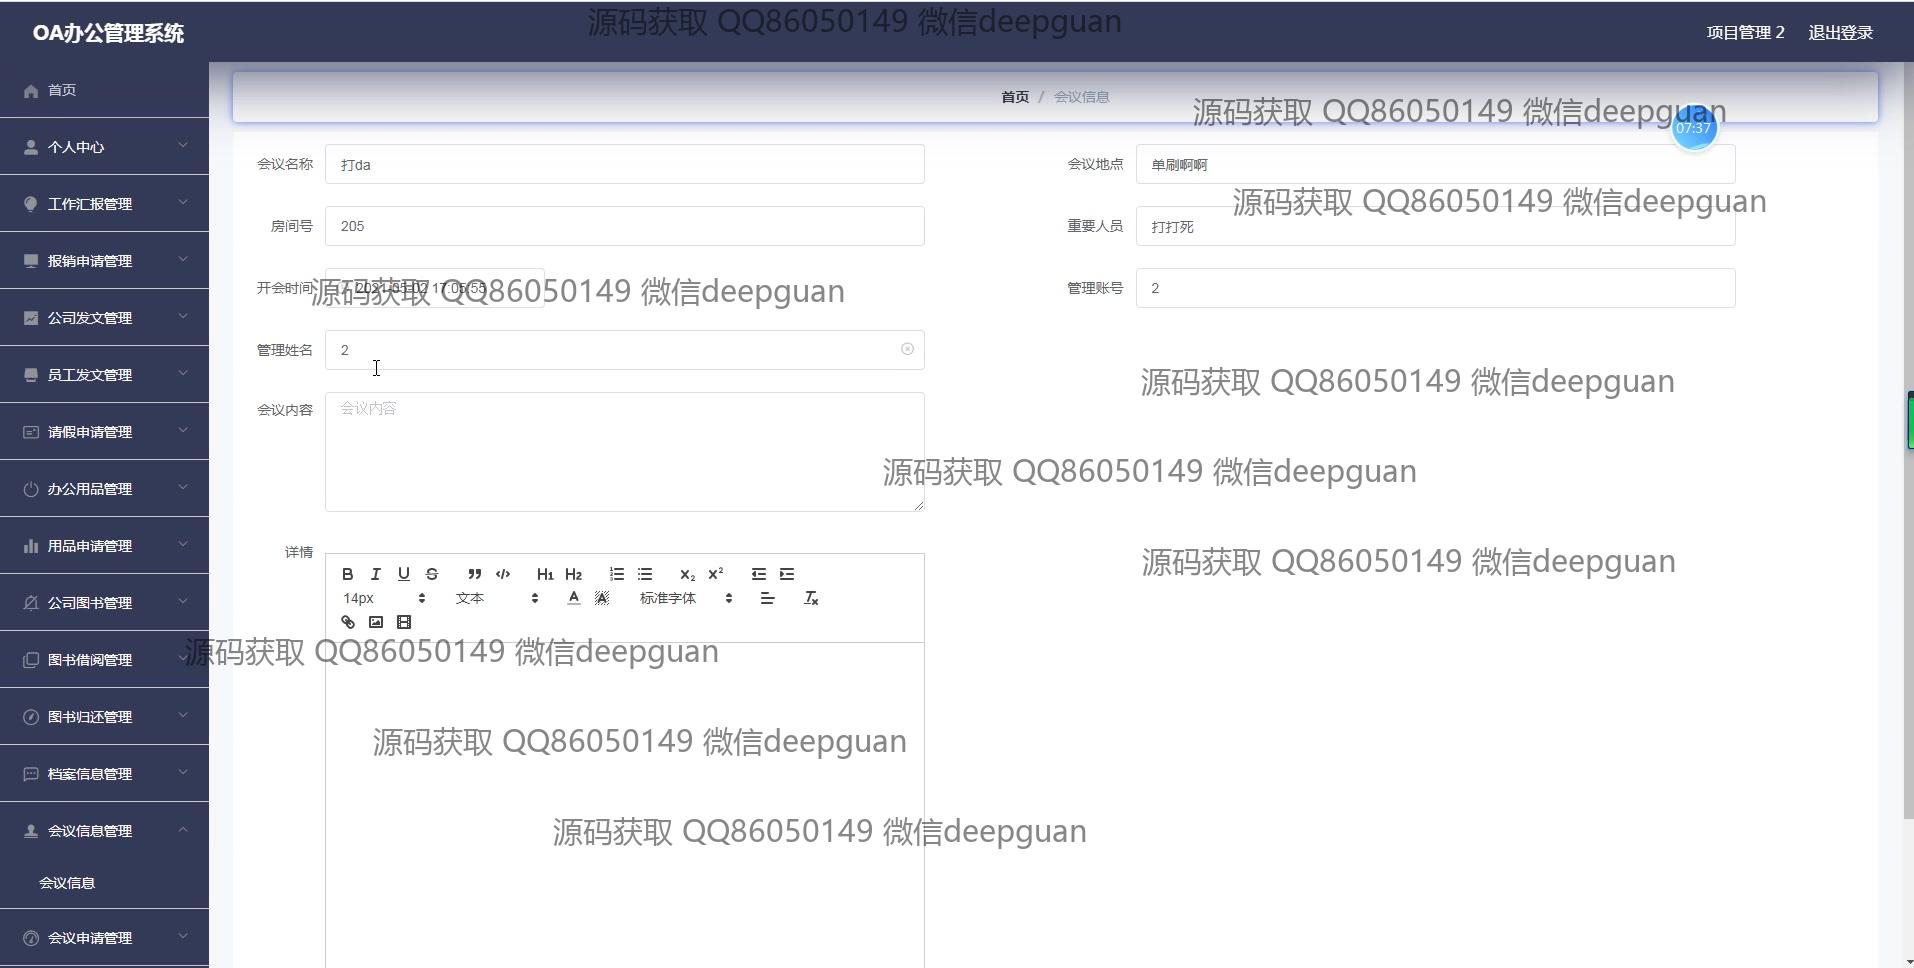 源码获取 QQ86050149 微信deepguan
OA办公管理系统
项目管理 2
退出登录
首页
首页 / 会议信息
源码获取 QQ86050149 微信deepguan
07:37
个人中心
会议名称
打da
会议地点
单刷啊啊
工作汇报管理
源码获取 QQ86050149 微信deepguan
房间号
205
重要人员
打打死
报销申请管理
开会时间
2021-05-02 17:05:55
源码获取 QQ86050149 微信deepguan
管理账号
2
公司发文管理
管理姓名
2
员工发文管理
源码获取 QQ86050149 微信deepguan
会议内容
会议内容
请假申请管理
源码获取 QQ86050149 微信deepguan
办公用品管理
用品申请管理
详情
源码获取 QQ86050149 微信deepguan
B I U S ” </> H1 H2 x₂ x²
14px 文本 A A 标准字体 Tx
公司图书管理
图书借阅管理
源码获取 QQ86050149 微信deepguan
图书归还管理
源码获取 QQ86050149 微信deepguan
档案信息管理
会议信息管理
源码获取 QQ86050149 微信deepguan
会议信息
会议申请管理